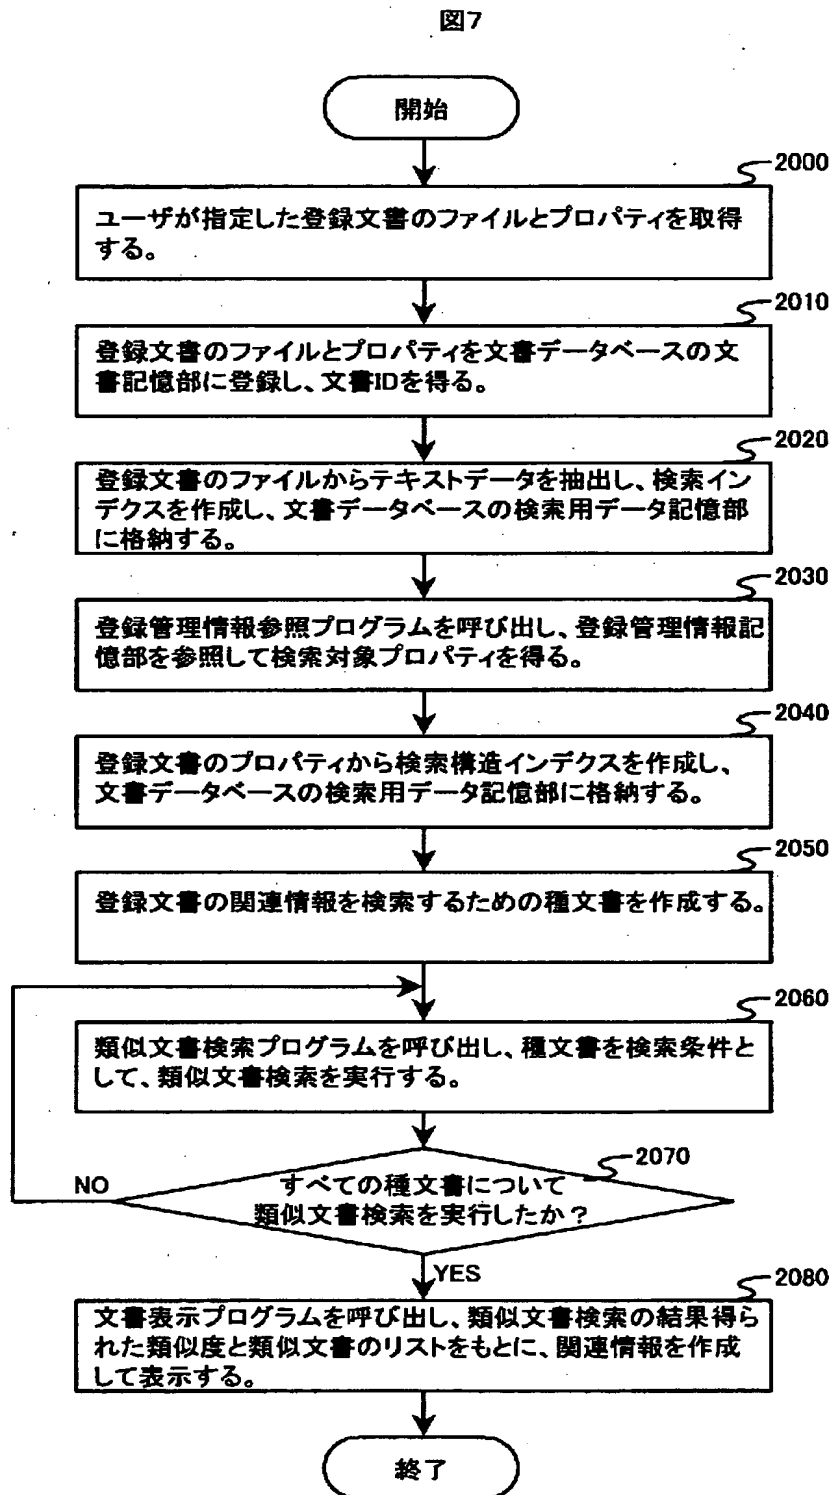 図7
開始
2000
ユーザが指定した登録文書のファイルとプロパティを取得
する。
2010
登録文書のファイルとプロパティを文書データベースの文
書記憶部に登録し、文書IDを得る。
2020
登録文書のファイルからテキストデータを抽出し、検索イン
デクスを作成し、文書データベースの検索用データ記憶部
に格納する。
2030
登録管理情報参照プログラムを呼び出し、登録管理情報記
憶部を参照して検索対象プロパティを得る。
2040
登録文書のプロパティから検索構造インデクスを作成し、
文書データベースの検索用データ記憶部に格納する。
2050
登録文書の関連情報を検索するための種文書を作成する。
2060
類似文書検索プログラムを呼び出し、種文書を検索条件と
して、類似文書検索を実行する。
2070
NO
すべての種文書について
類似文書検索を実行したか？
YES
2080
文書表示プログラムを呼び出し、類似文書検索の結果得ら
れた類似度と類似文書のリストをもとに、関連情報を作成
して表示する。
終了